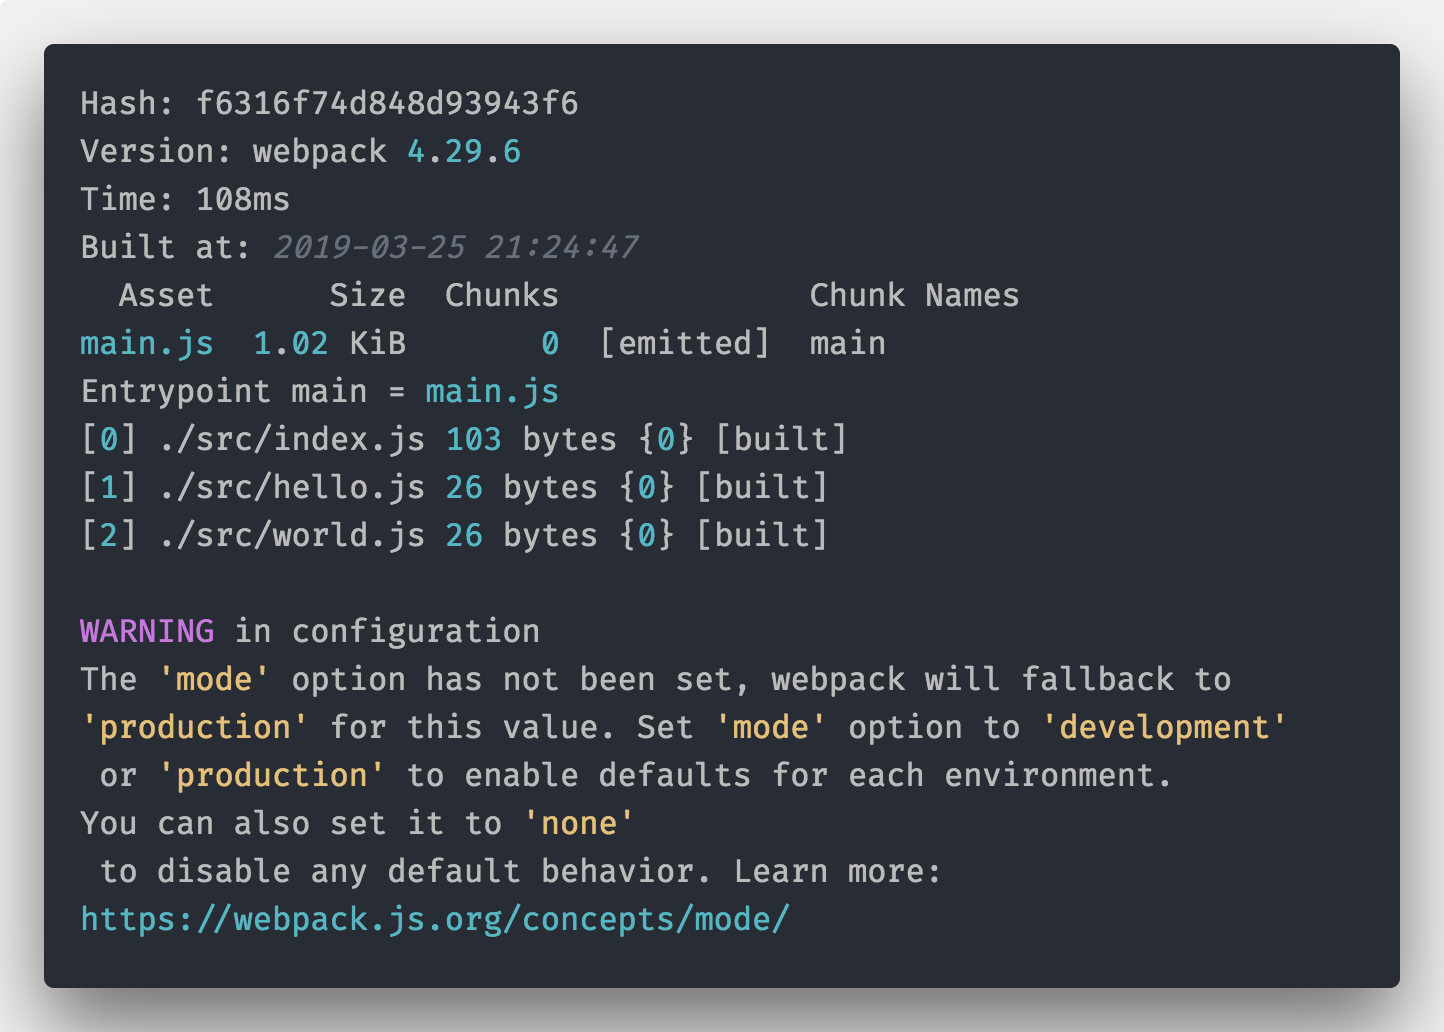 Hash: f6316f74d848d93943f6
Version: webpack 4.29.6
Time: 108ms
Built at: 2019-03-25 21:24:47
  Asset      Size  Chunks             Chunk Names
main.js  1.02 KiB       0  [emitted]  main
Entrypoint main = main.js
[0] ./src/index.js 103 bytes {0} [built]
[1] ./src/hello.js 26 bytes {0} [built]
[2] ./src/world.js 26 bytes {0} [built]

WARNING in configuration
The 'mode' option has not been set, webpack will fallback to
'production' for this value. Set 'mode' option to 'development'
 or 'production' to enable defaults for each environment.
You can also set it to 'none'
 to disable any default behavior. Learn more:
https://webpack.js.org/concepts/mode/